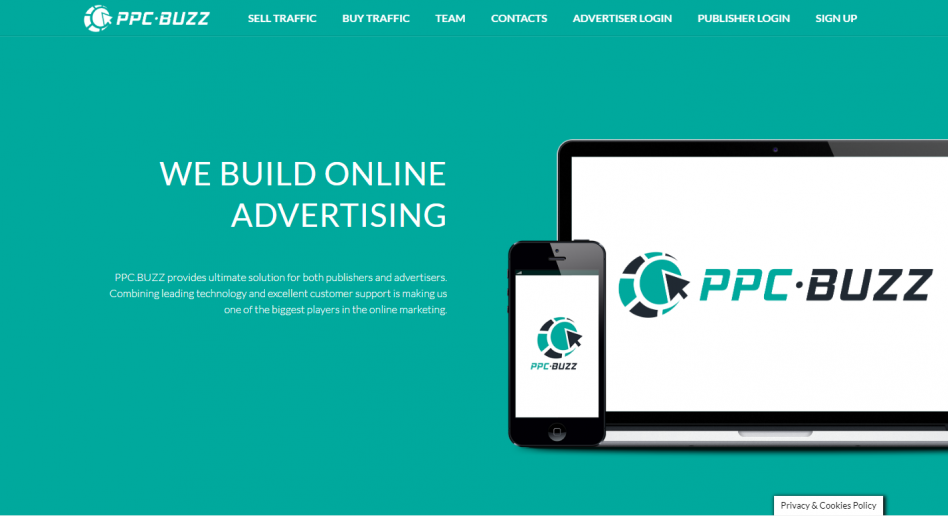 PPC·BUZZ
SELL TRAFFIC
BUY TRAFFIC
TEAM
CONTACTS
ADVERTISER LOGIN
PUBLISHER LOGIN
SIGN UP
WE BUILD ONLINE
ADVERTISING
PPC.BUZZ provides ultimate solution for both publishers and advertisers.
Combining leading technology and excellent customer support is making us
one of the biggest players in the online marketing.
PPC·BUZZ
PPC·BUZZ
Privacy & Cookies Policy